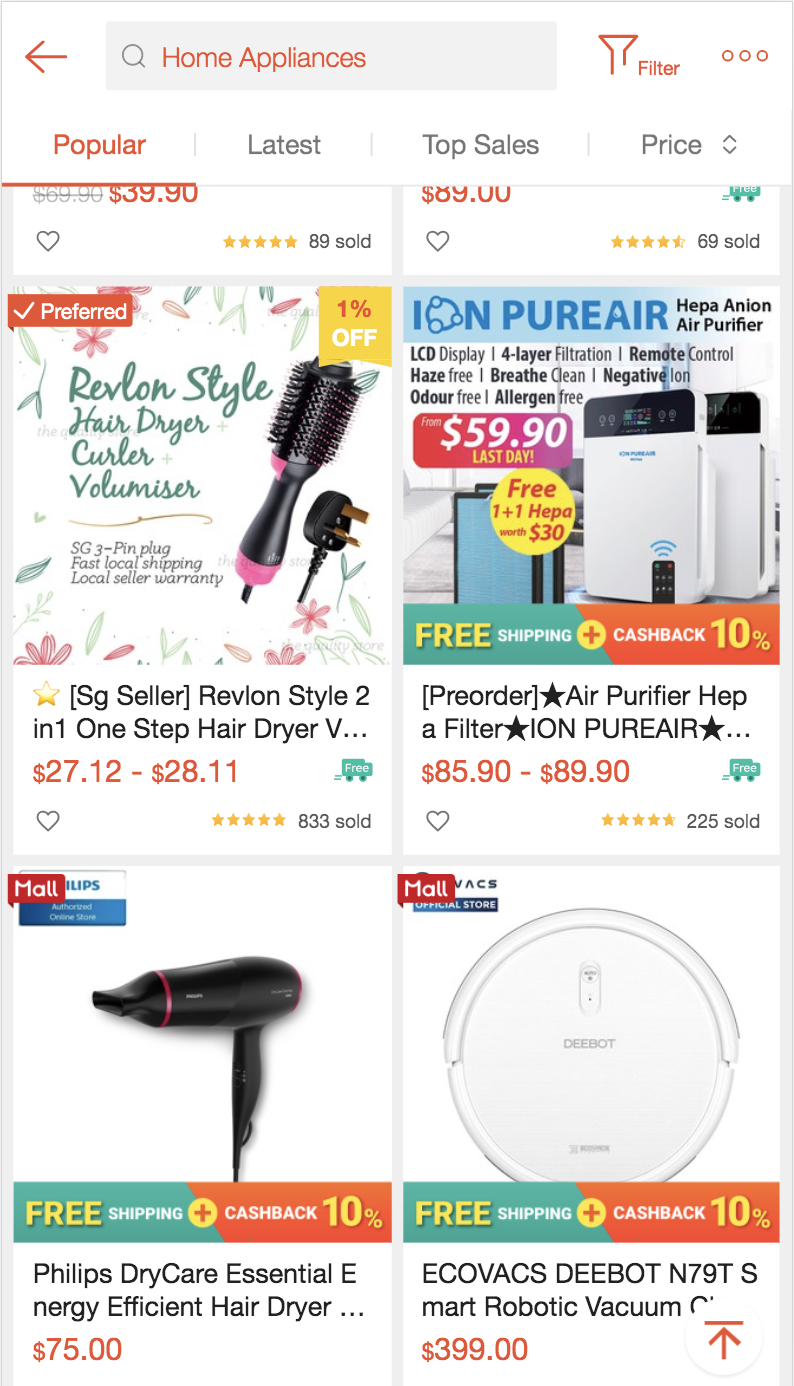 Home Appliances
Filter
Popular
Latest
Top Sales
Price
$69.90 $39.90
$89.00
Free
89 sold
69 sold
Preferred
1%
OFF
Revlon Style
Hair Dryer +
Curler +
Volumiser
SG 3-Pin plug
Fast local shipping
Local seller warranty
the quality store
ION PUREAIR
Hepa Anion
Air Purifier
LCD Display | 4-layer Filtration | Remote Control
Haze free | Breathe Clean | Negative Ion
Odour free | Allergen free
From $59.90
LAST DAY!
Free
1+1 Hepa
worth $30
ION PUREAIR
FREE SHIPPING + CASHBACK 10%
[Sg Seller] Revlon Style 2
in1 One Step Hair Dryer V...
$27.12 - $28.11
Free
833 sold
[Preorder]★Air Purifier Hep
a Filter★ION PUREAIR★...
$85.90 - $89.90
Free
225 sold
Mall
ILIPS
Authorized
Online Store
PHILIPS
FREE SHIPPING + CASHBACK 10%
Philips DryCare Essential E
nergy Efficient Hair Dryer ...
$75.00
Mall
VACS
OFFICIAL STORE
AUTO
DEEBOT
ECOVACS
FREE SHIPPING + CASHBACK 10%
ECOVACS DEEBOT N79T S
mart Robotic Vacuum
$399.00